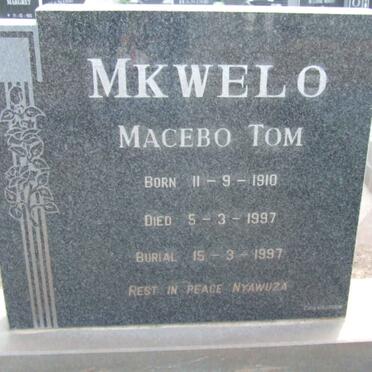 MARGRET
MKWELO
MACEBO TOM
BORN 11-9-1910
DIED 5-3-1997
BURIAL 15-3-1997
REST IN PEACE NYAWUZA